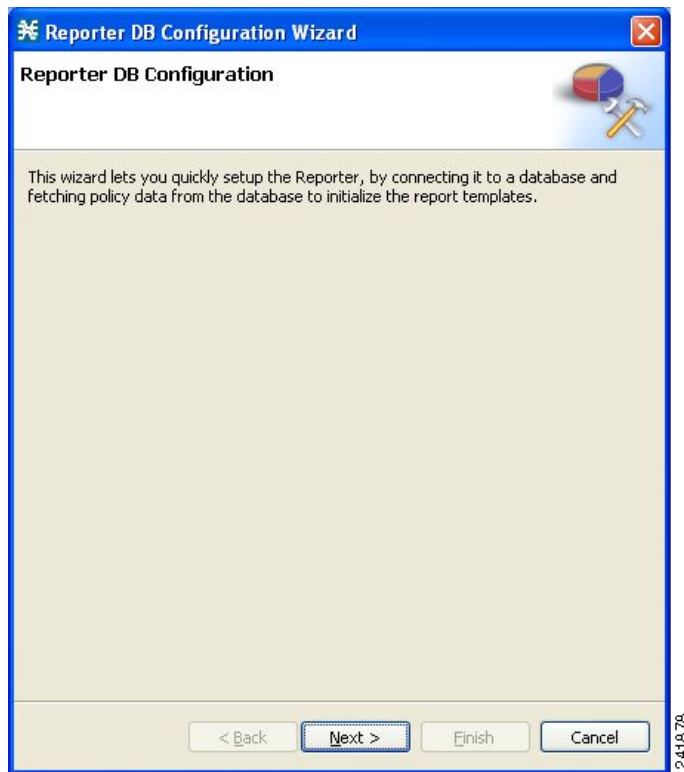 Reporter DB Configuration Wizard
Reporter DB Configuration
This wizard lets you quickly setup the Reporter, by connecting it to a database and
fetching policy data from the database to initialize the report templates.
< Back
Next >
Finish
Cancel
241878